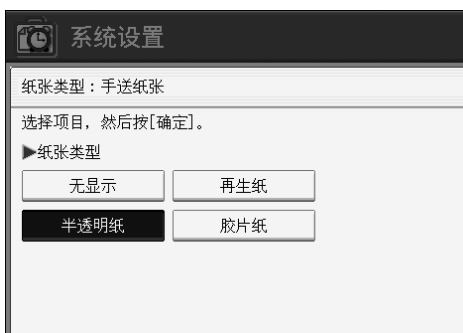 系统设置
纸张类型：手送纸张
选择项目，然后按[确定]。
▶纸张类型
无显示 再生纸
半透明纸 胶片纸